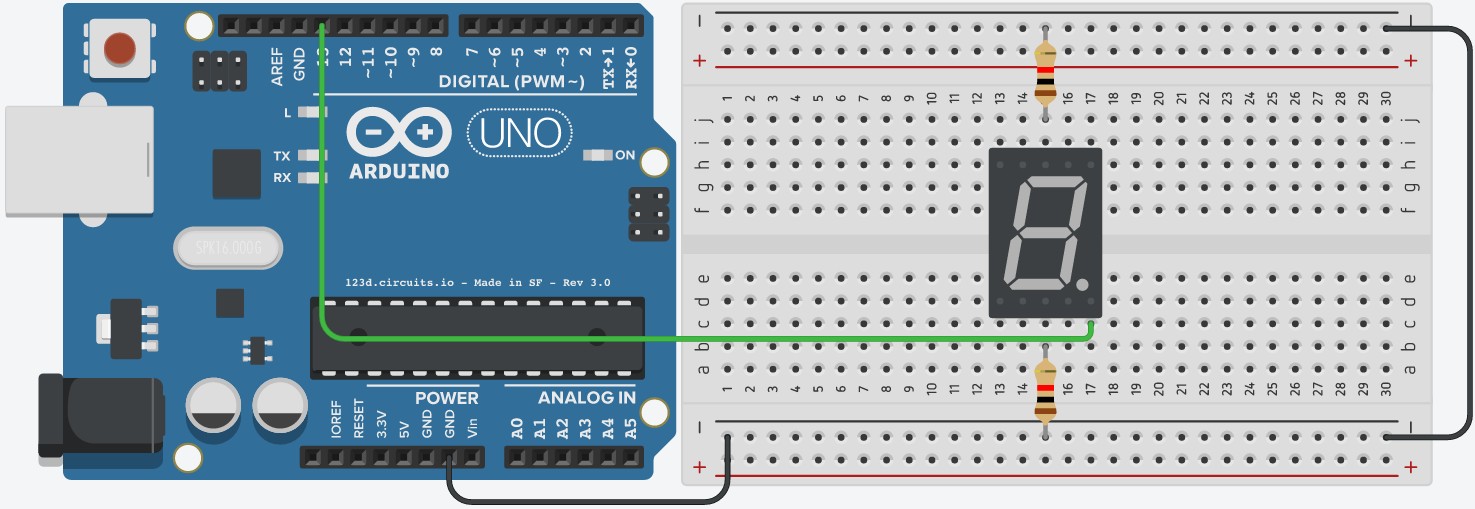 AREF GND 13 12 ~11 ~10 ~9 8 7 ~6 ~5 4 ~3 2 TX→1 RX←0
DIGITAL (PWM~)
L
TX
RX
UNO
ARDUINO
ON
SPK16.000G
123d.circuits.io - Made in SF - Rev 3.0
POWER
ANALOG IN
IOREF RESET 3.3V 5V GND GND Vin A0 A1 A2 A3 A4 A5
- -
+ +
1 2 3 4 5 6 7 8 9 10 11 12 13 14 16 17 18 19 20 21 22 23 24 25 26 27 28 29 30
j j
i i
h h
g g
f f
e e
d d
c c
b b
a a
1 2 3 4 5 6 7 8 9 10 11 12 13 14 16 17 18 19 20 21 22 23 24 25 26 27 28 29 30
- -
+ +